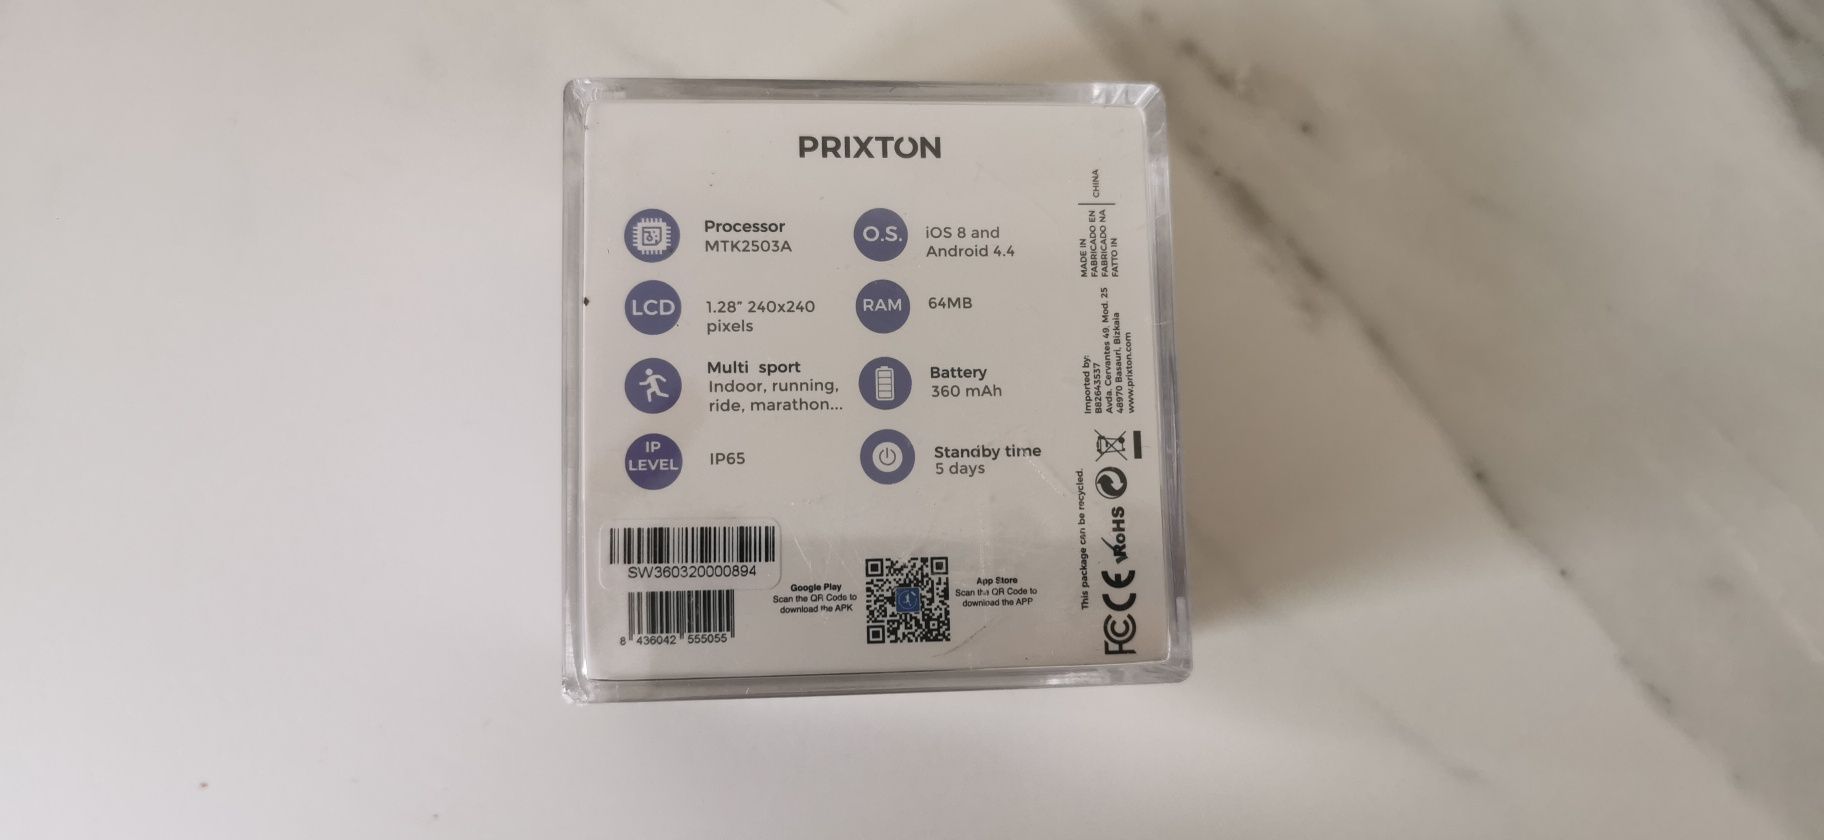 PRIXTON
Processor
MTK2503A
O.S.
iOS 8 and
Android 4.4
LCD
1.28" 240x240
pixels
RAM
64MB
Multi sport
Indoor, running,
ride, marathon...
Battery
360 mAh
IP
LEVEL
IP65
Standby time
5 days
SW360320000894
8 436042 555055
Google Play
Scan the QR Code to
download the APK
App Store
Scan the QR Code to
download the APP
MADE IN
FABRICADO EN
FABRICADO NA
FATTO IN
CHINA
Imported by:
B82643537
Avda. Cervantes 49, Mod. 25
48970 Basauri, Bizkaia
www.prixton.com
This package can be recycled.
FC CE RoHS